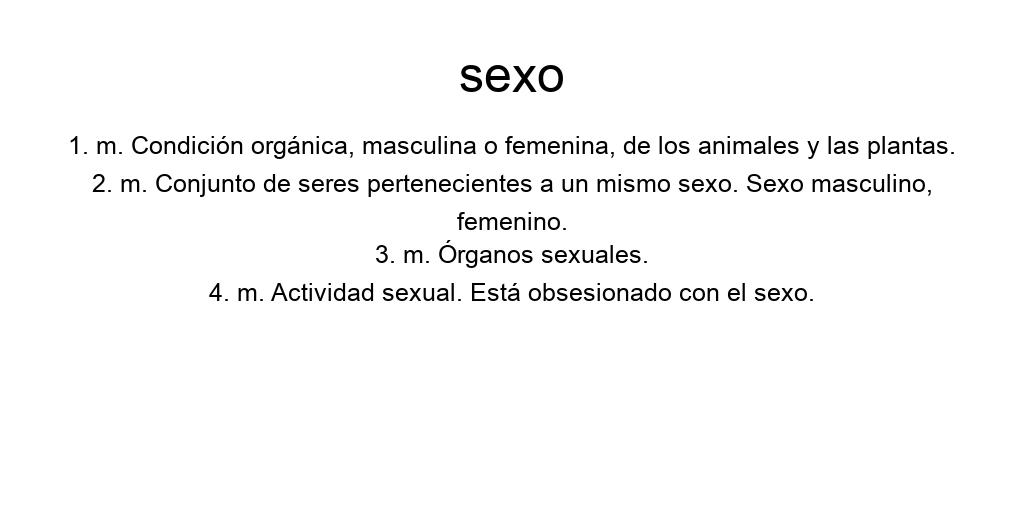 sexo
1. m. Condición orgánica, masculina o femenina, de los animales y las plantas.
2. m. Conjunto de seres pertenecientes a un mismo sexo. Sexo masculino,
femenino.
3. m. Órganos sexuales.
4. m. Actividad sexual. Está obsesionado con el sexo.